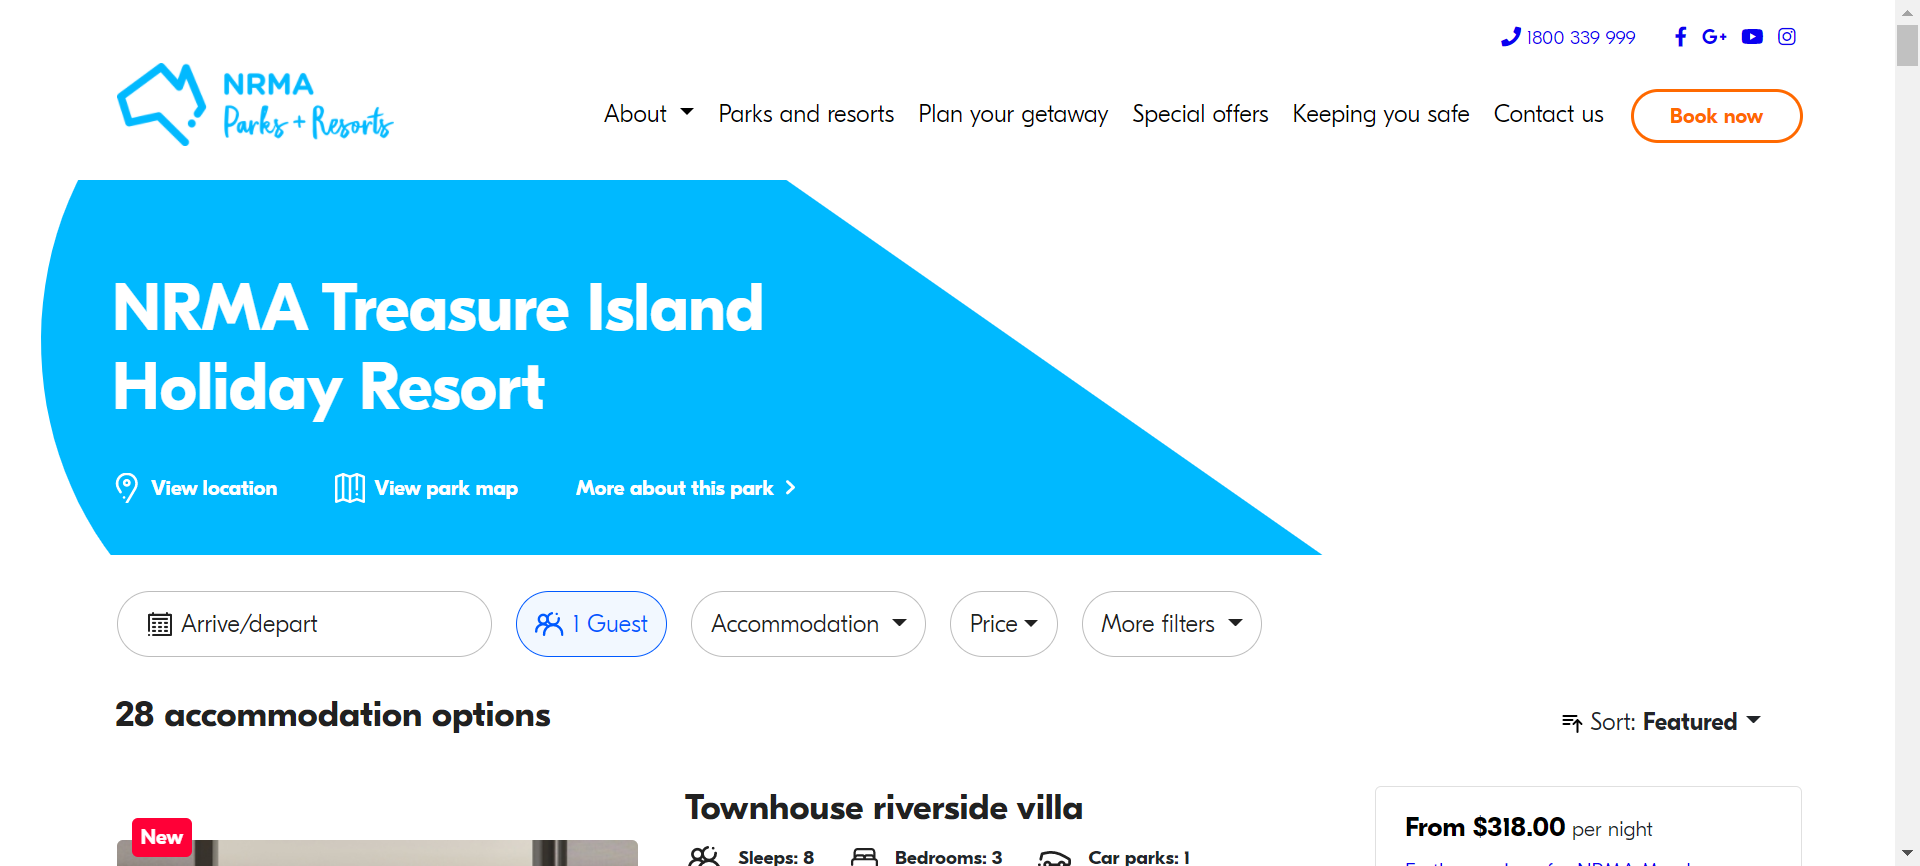 1800 339 999
NRMA
Parks + Resorts
About
Parks and resorts
Plan your getaway
Special offers
Keeping you safe
Contact us
Book now
NRMA Treasure Island
Holiday Resort
View location
View park map
More about this park
Arrive/depart
1 Guest
Accommodation
Price
More filters
28 accommodation options
Sort: Featured
New
Townhouse riverside villa
Sleeps: 8
Bedrooms: 3
Car parks: 1
From $318.00 per night